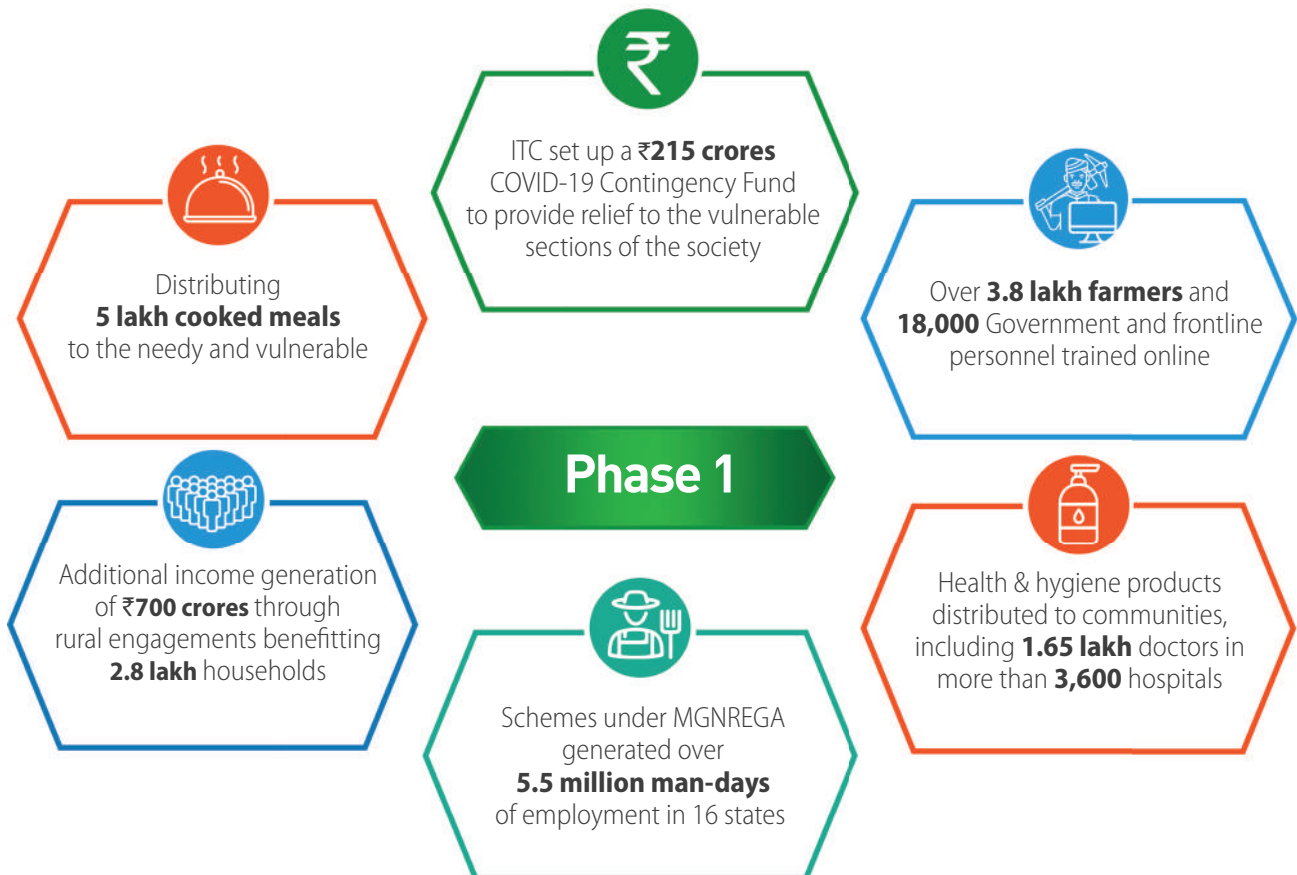 ₹
ITC set up a ₹215 crores
COVID-19 Contingency Fund
to provide relief to the vulnerable
sections of the society
Distributing
5 lakh cooked meals
to the needy and vulnerable
Over 3.8 lakh farmers and
18,000 Government and frontline
personnel trained online
Phase 1
Additional income generation
of ₹700 crores through
rural engagements benefitting
2.8 lakh households
Health & hygiene products
distributed to communities,
including 1.65 lakh doctors in
more than 3,600 hospitals
Schemes under MGNREGA
generated over
5.5 million man-days
of employment in 16 states